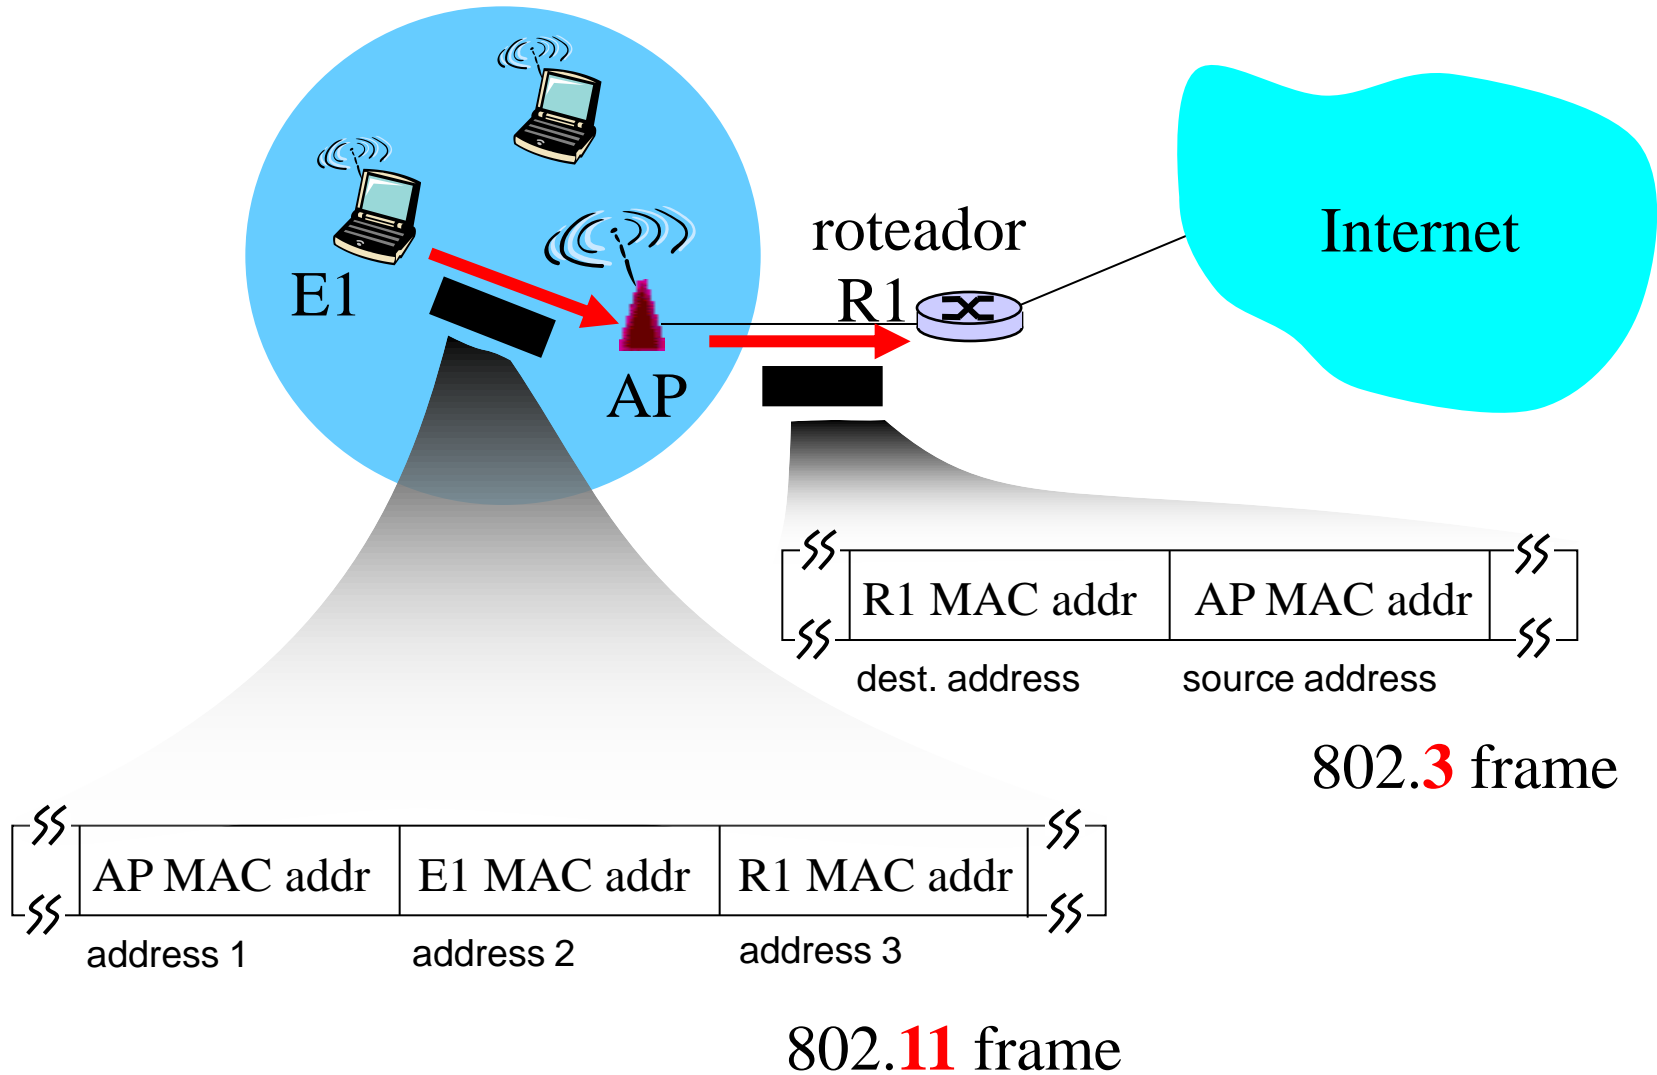 roteador
R1
Internet
E1
AP
R1 MAC addr
AP MAC addr
dest. address
source address
802.3 frame
AP MAC addr
E1 MAC addr
R1 MAC addr
address 1
address 2
address 3
802.11 frame